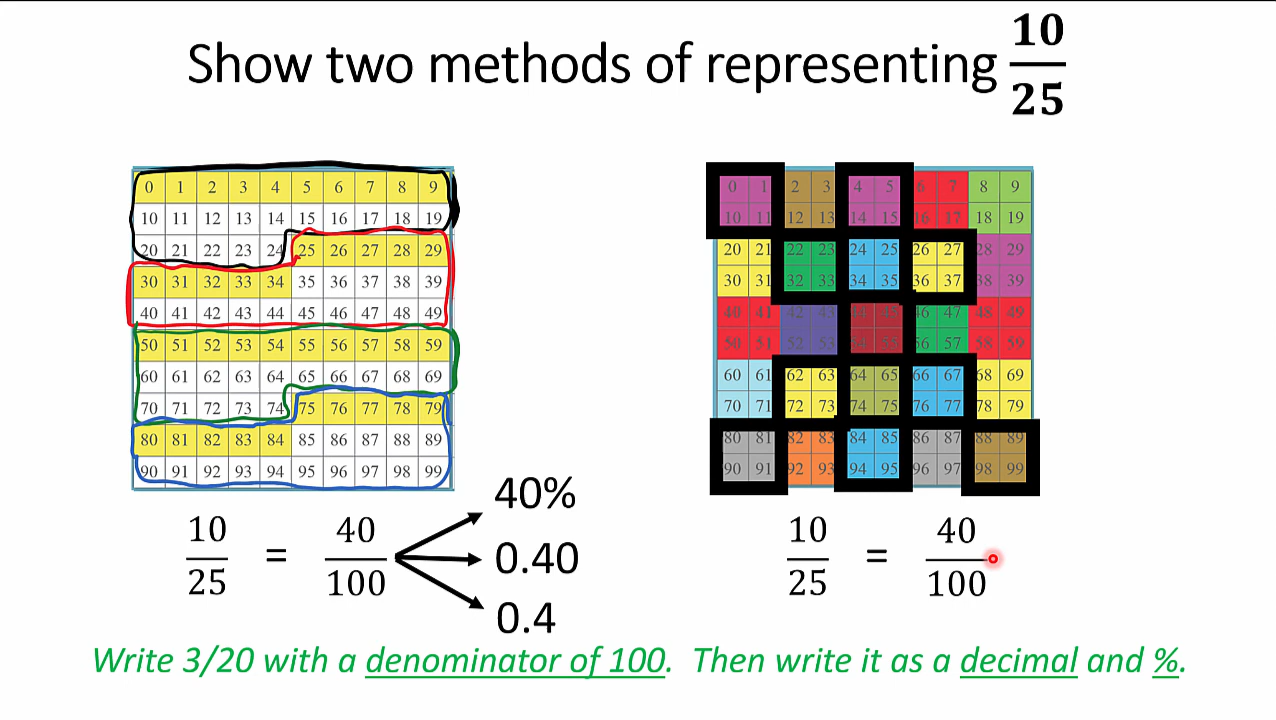 Show two methods of representing 10/25
0 1 2 3 4 5 6 7 8 9
10 11 12 13 14 15 16 17 18 19
20 21 22 23 24 25 26 27 28 29
30 31 32 33 34 35 36 37 38 39
40 41 42 43 44 45 46 47 48 49
50 51 52 53 54 55 56 57 58 59
60 61 62 63 64 65 66 67 68 69
70 71 72 73 74 75 76 77 78 79
80 81 82 83 84 85 86 87 88 89
90 91 92 93 94 95 96 97 98 99
10/25 = 40/100
40%
0.40
0.4
0 1 2 3 4 5 6 7 8 9
10 11 12 13 14 15 16 17 18 19
20 21 22 23 24 25 26 27 28 29
30 31 32 33 34 35 36 37 38 39
40 41 42 43 44 45 46 47 48 49
50 51 52 53 54 55 56 57 58 59
60 61 62 63 64 65 66 67 68 69
70 71 72 73 74 75 76 77 78 79
80 81 82 83 84 85 86 87 88 89
90 91 92 93 94 95 96 97 98 99
10/25 = 40/100
Write 3/20 with a denominator of 100. Then write it as a decimal and %.